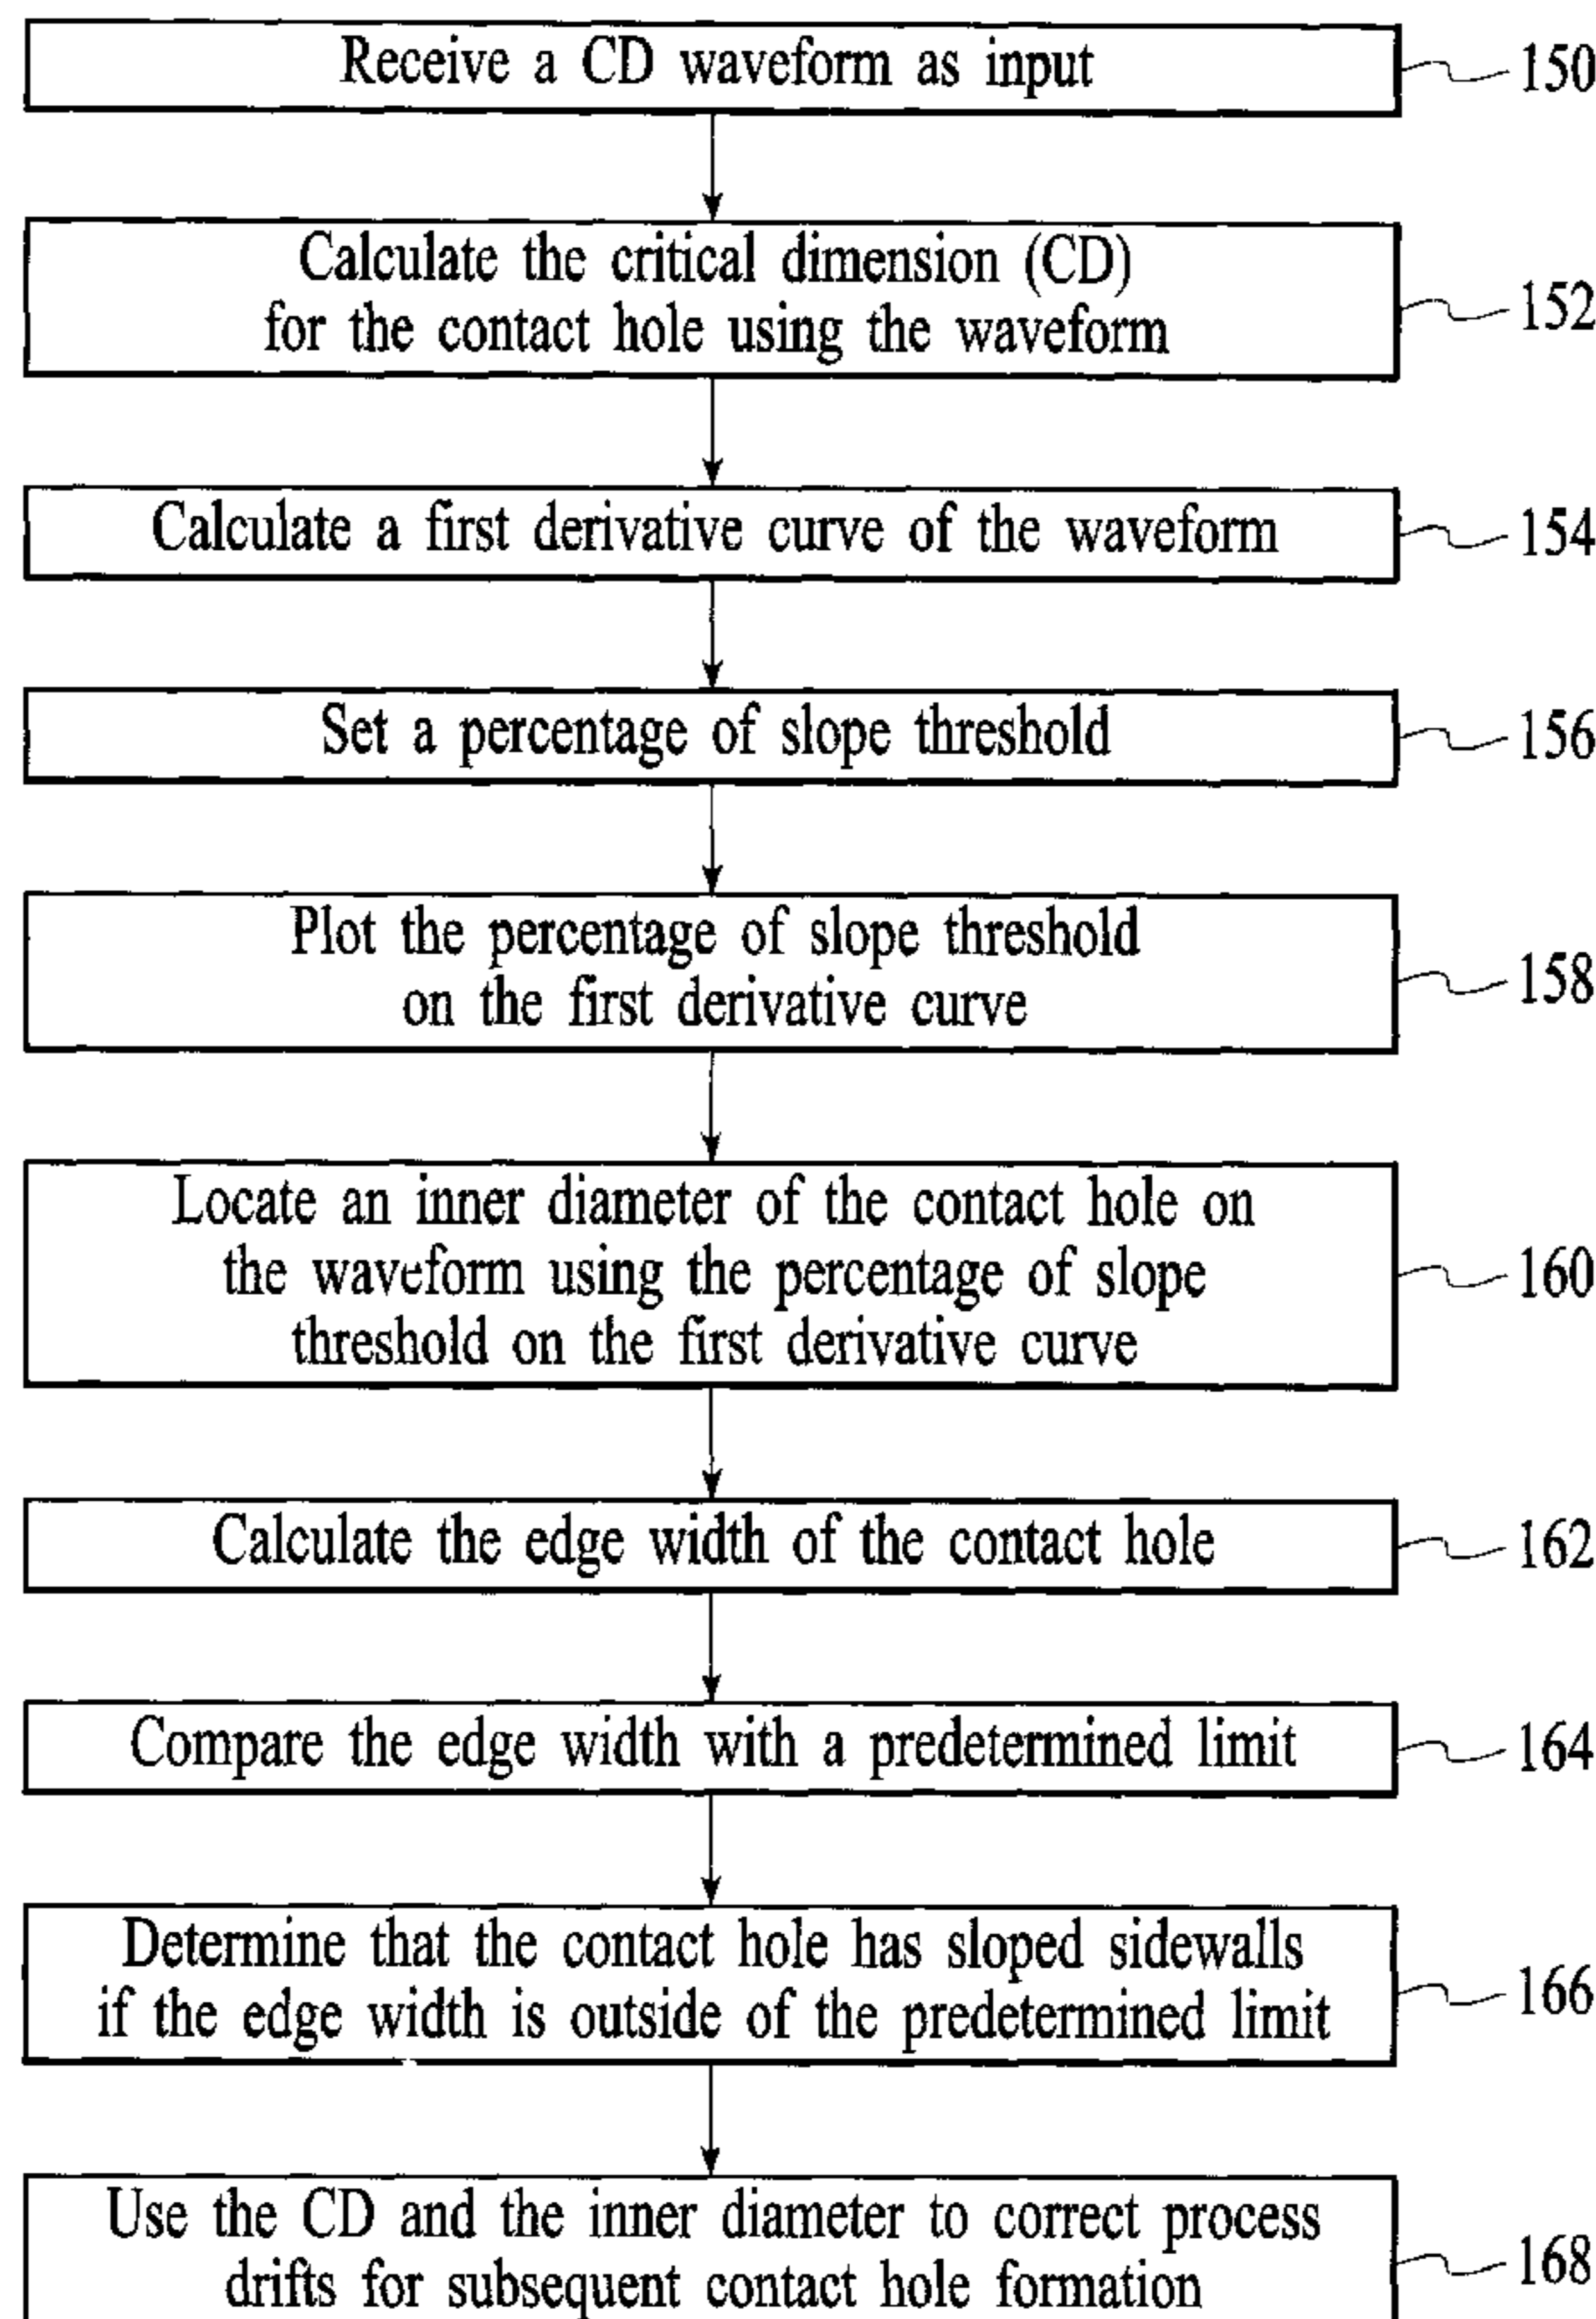 Receive a CD waveform as input
150
Calculate the critical dimension (CD)
for the contact hole using the waveform
152
Calculate a first derivative curve of the waveform
154
Set a percentage of slope threshold
156
Plot the percentage of slope threshold
on the first derivative curve
158
Locate an inner diameter of the contact hole on
the waveform using the percentage of slope
threshold on the first derivative curve
160
Calculate the edge width of the contact hole
162
Compare the edge width with a predetermined limit
164
Determine that the contact hole has sloped sidewalls
if the edge width is outside of the predetermined limit
166
Use the CD and the inner diameter to correct process
drifts for subsequent contact hole formation
168